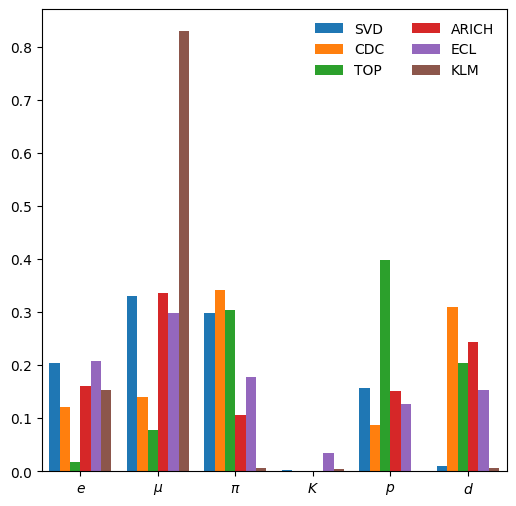 SVD
CDC
TOP
ARICH
ECL
KLM
0.8
0.7
0.6
0.5
0.4
0.3
0.2
0.1
0.0
e μ π K p d